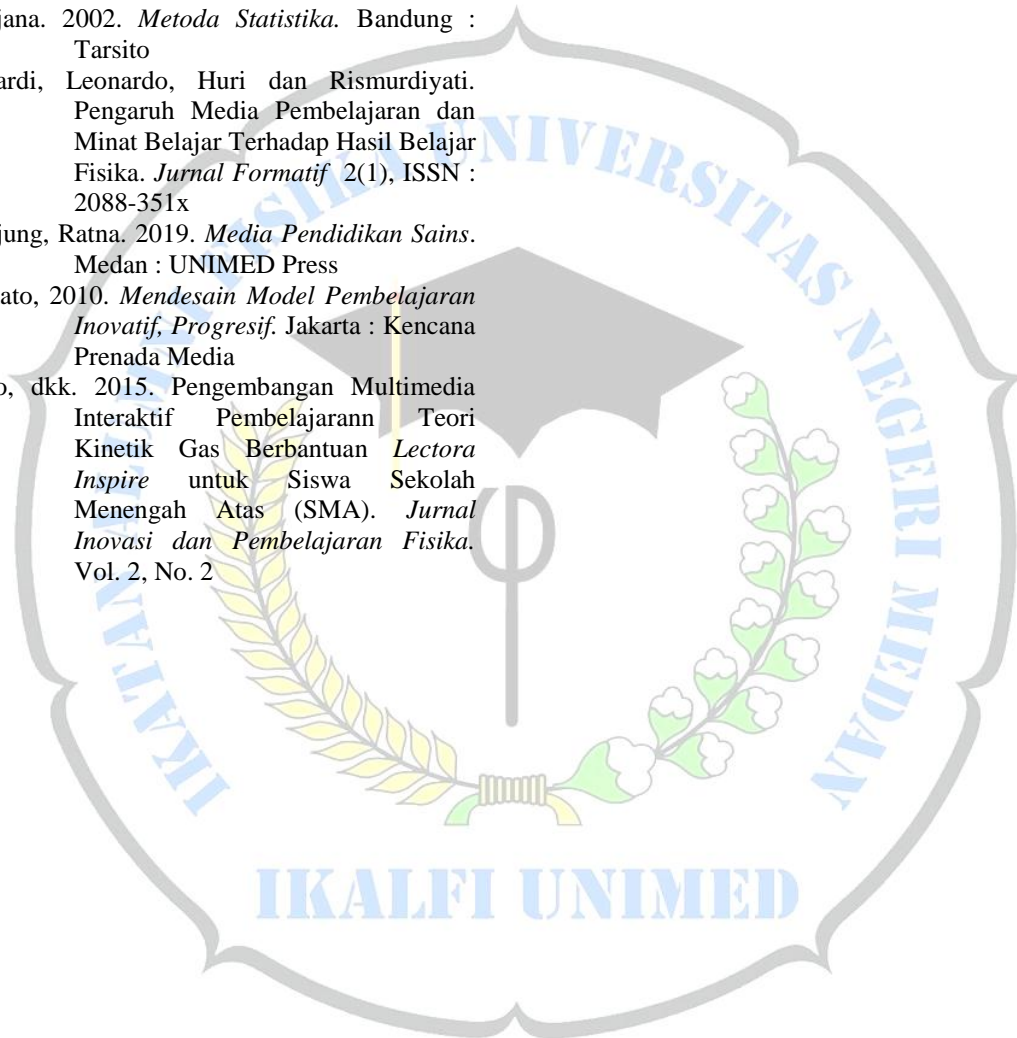 jana. 2002. Metoda Statistika. Bandung :
Tarsito
ardi, Leonardo, Huri dan Rismurdiyati.
Pengaruh Media Pembelajaran dan
Minat Belajar Terhadap Hasil Belajar
Fisika. Jurnal Formatif 2(1), ISSN :
2088-351x
jung, Ratna. 2019. Media Pendidikan Sains.
Medan : UNIMED Press
ato, 2010. Mendesain Model Pembelajaran
Inovatif, Progresif. Jakarta : Kencana
Prenada Media
o, dkk. 2015. Pengembangan Multimedia
Interaktif Pembelajarann Teori
Kinetik Gas Berbantuan Lectora
Inspire untuk Siswa Sekolah
Menengah Atas (SMA). Jurnal
Inovasi dan Pembelajaran Fisika.
Vol. 2, No. 2
IKATAN ALUMNI FISIKA UNIVERSITAS NEGERI MEDAN
φ
IKALFI UNIMED